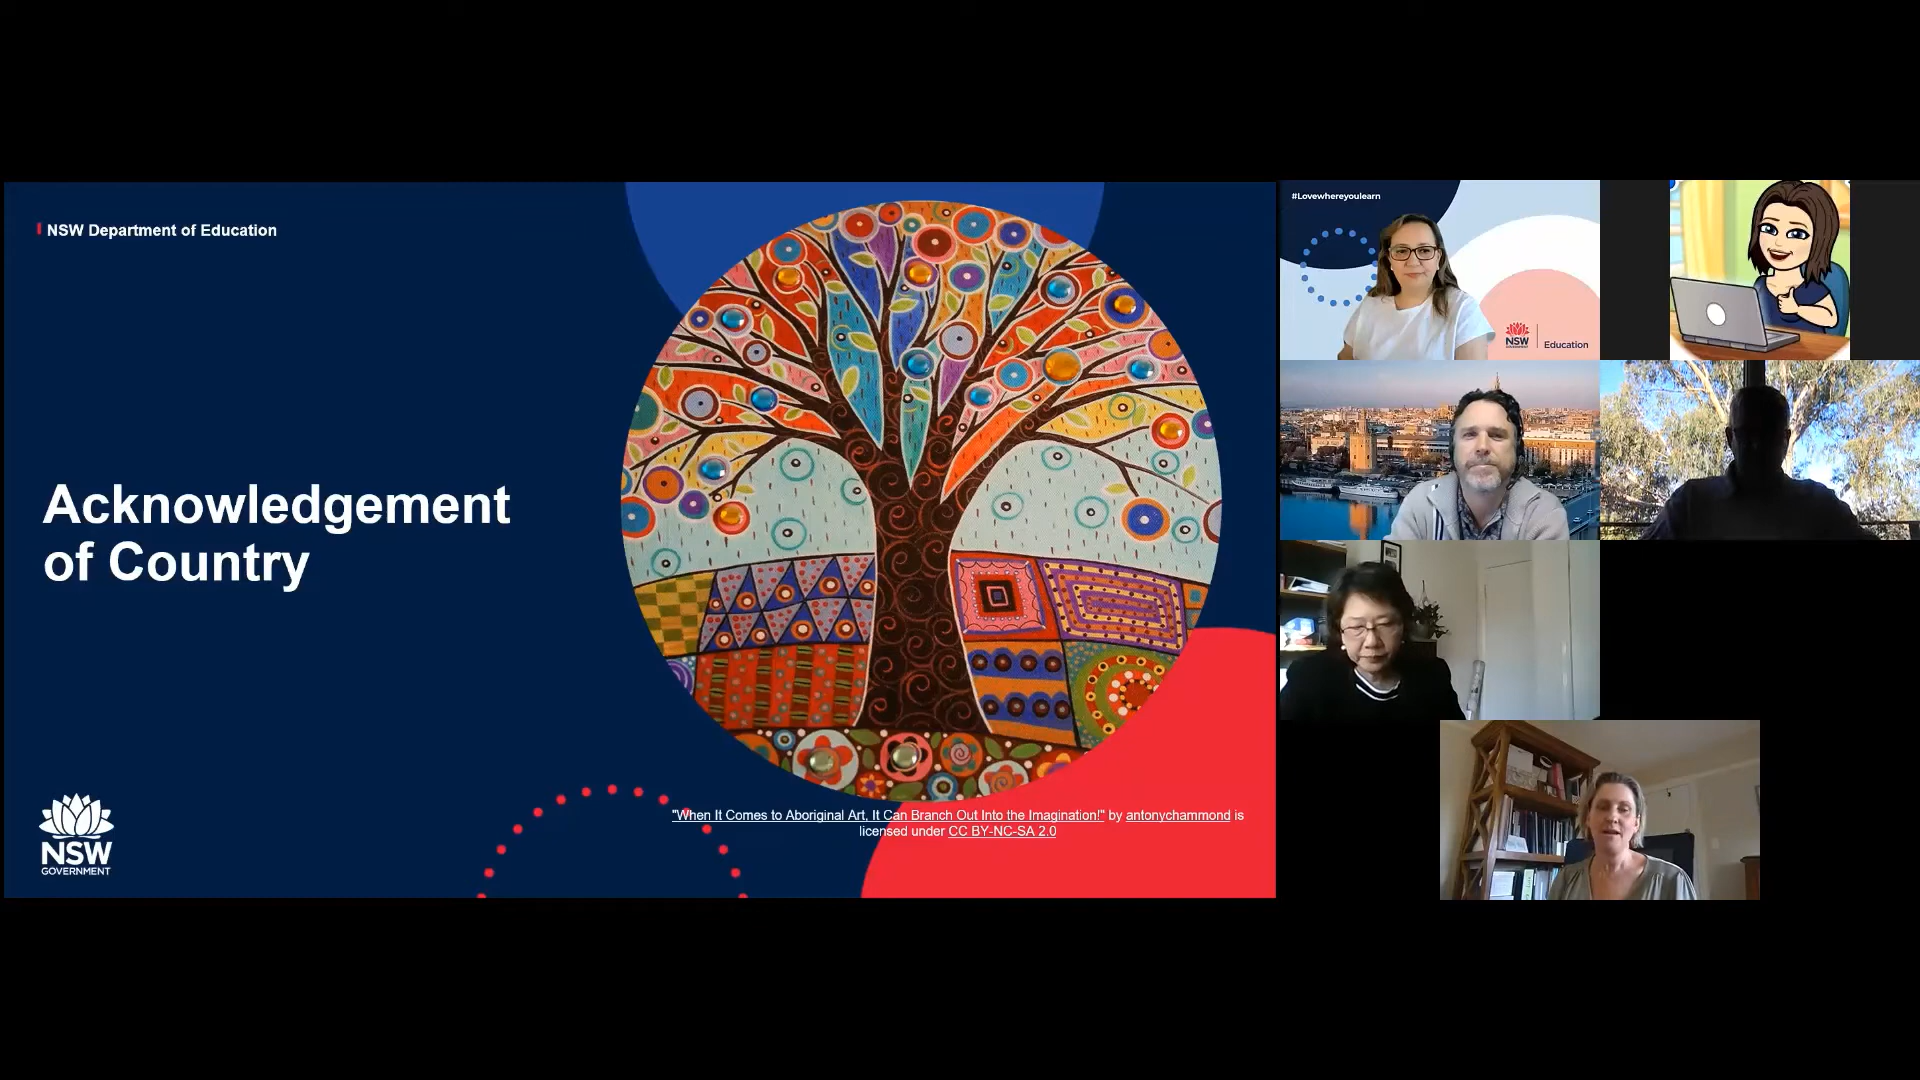 NSW Department of Education
Acknowledgement
of Country
NSW
GOVERNMENT
"When It Comes to Aboriginal Art, It Can Branch Out Into the Imagination!" by antonychammond is
licensed under CC BY-NC-SA 2.0
#Lovewhereyoulearn
NSW
GOVERNMENT
Education